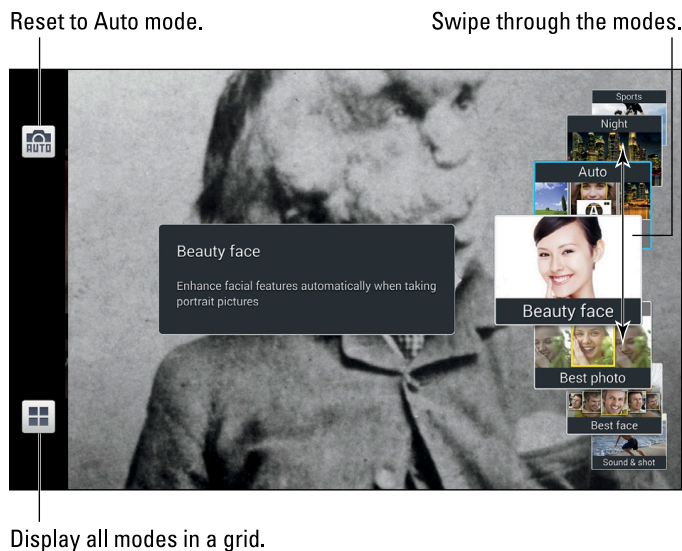 Reset to Auto mode.
Swipe through the modes.
AUTO
Sports
Night
Auto
A
Beauty face
Enhance facial features automatically when taking
portrait pictures
Beauty face
Best photo
Best face
Sound & shot
Display all modes in a grid.